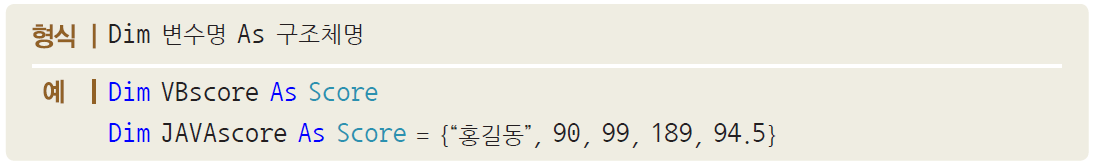 형식 | Dim 변수명 As 구조체명
예 | Dim VBscore As Score
Dim JAVAscore As Score = {“홍길동”, 90, 99, 189, 94.5}